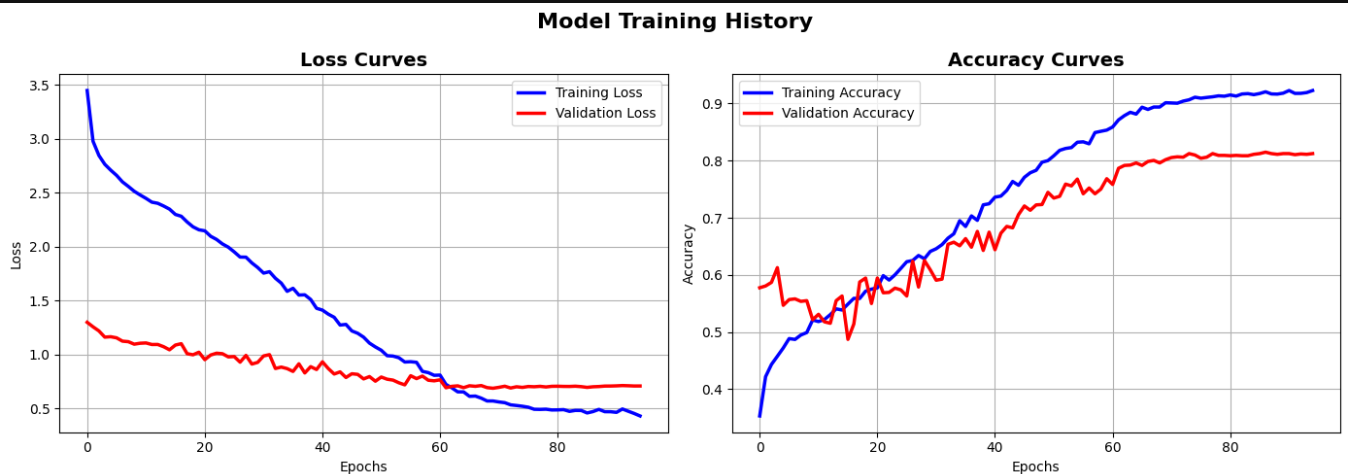 Model Training History
Loss Curves
Training Loss
Validation Loss
3.5
3.0
2.5
2.0
1.5
1.0
0.5
Loss
0 20 40 60 80
Epochs
Accuracy Curves
Training Accuracy
Validation Accuracy
0.9
0.8
0.7
0.6
0.5
0.4
Accuracy
0 20 40 60 80
Epochs